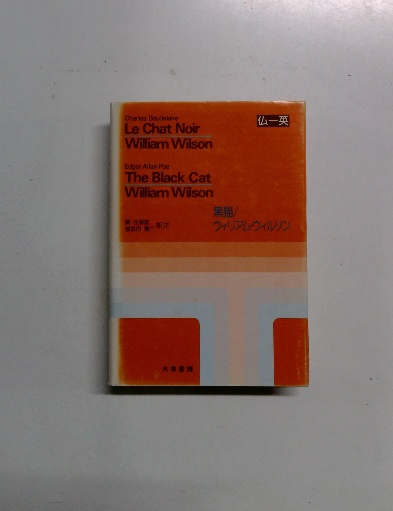 仏—英
Charles Baudelaire
Le Chat Noir
William Wilson
Edgar Allan Poe
The Black Cat
William Wilson
黒猫/
ウィリアム・ウィルソン
大学書林